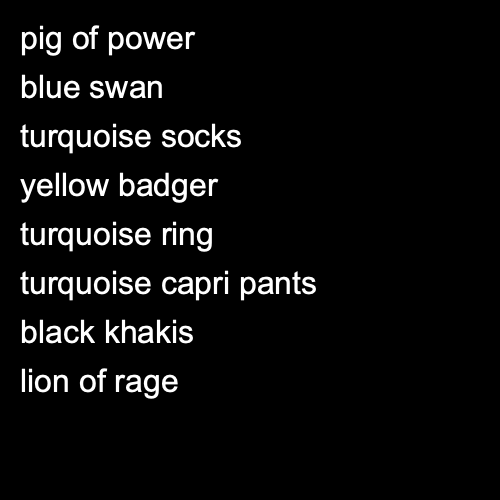 pig of power
blue swan
turquoise socks
yellow badger
turquoise ring
turquoise capri pants
black khakis
lion of rage